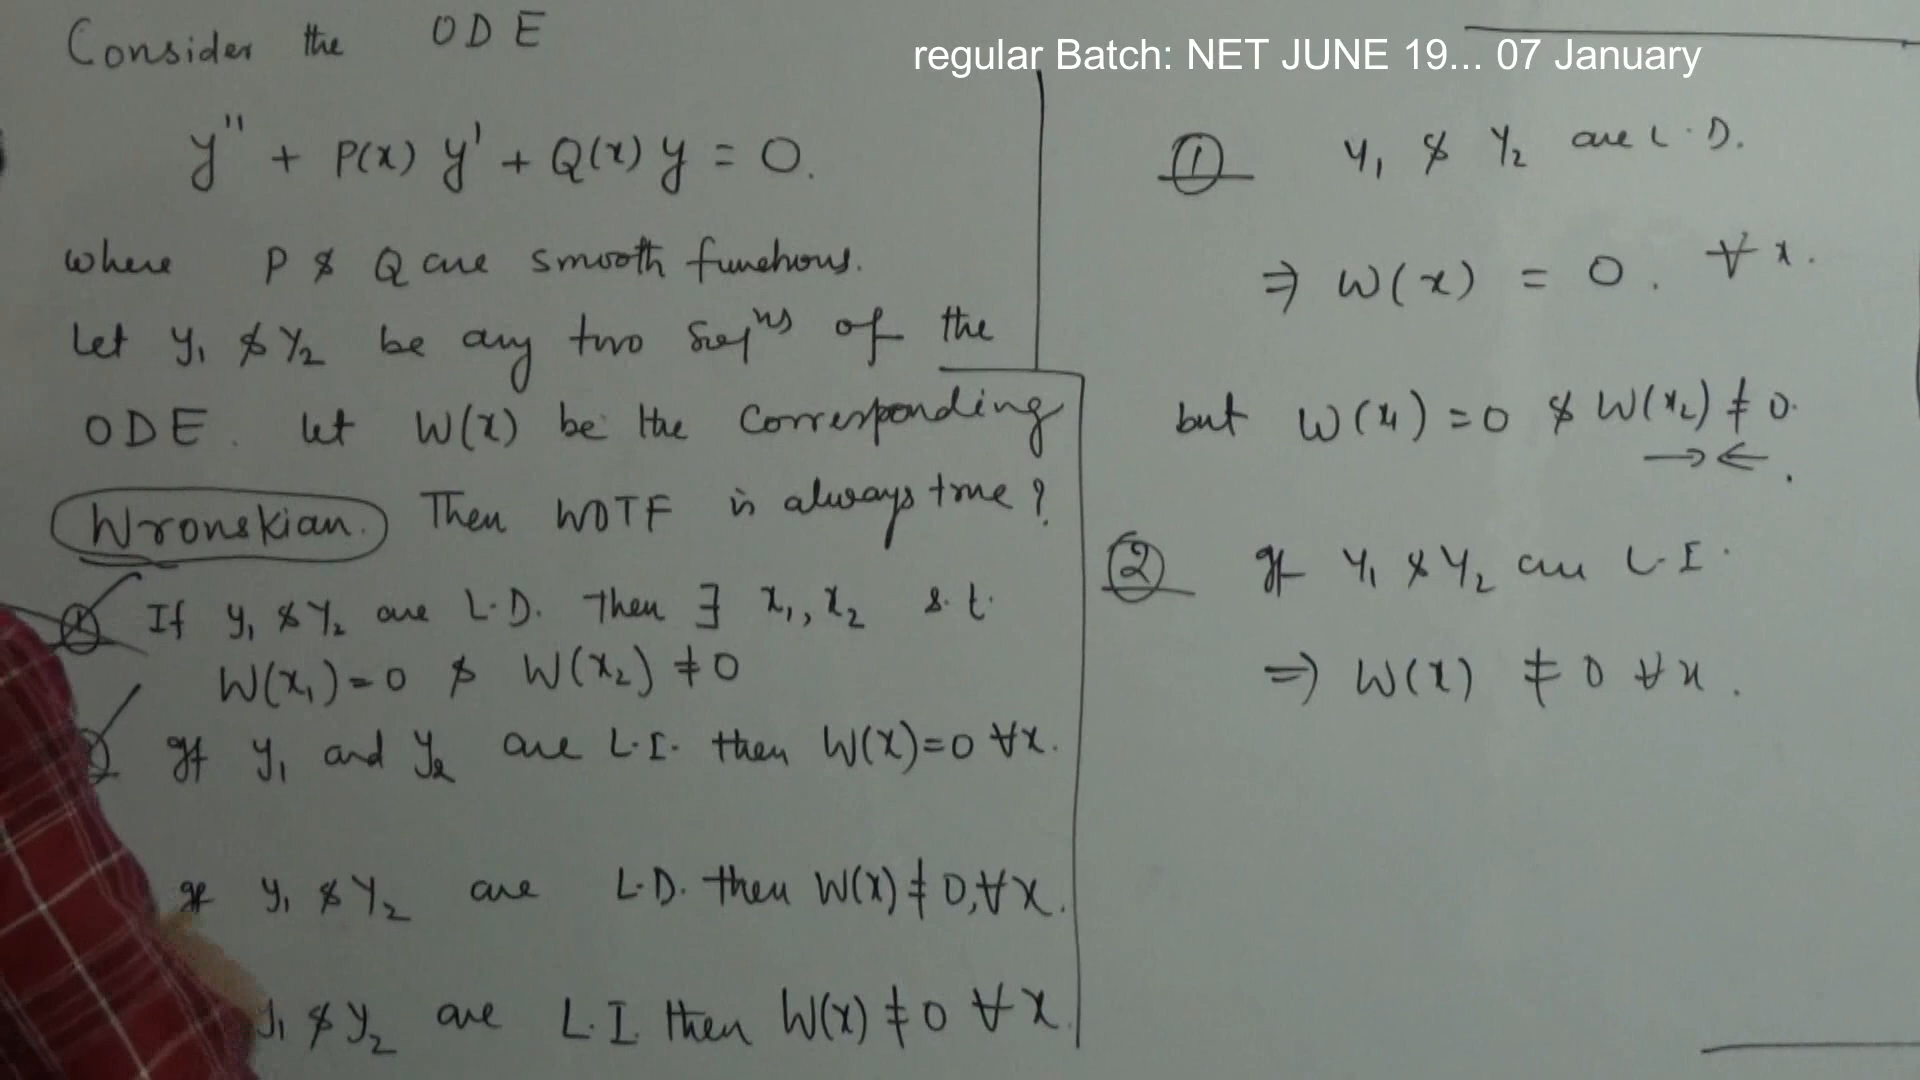 Consider the ODE
y'' + P(x) y' + Q(x) y = 0.
where P & Q are smooth functions.
Let y₁ & y₂ be any two of the
ODE. Let W(x) be the corresponding
Wronskian. Then WOTF is always true?
If y₁ & y₂ are L.D. Then ∃ x₁, x₂ s.t.
W(x₁)=0 & W(x₂) ≠ 0
If y₁ and y₂ are L.I. then W(x)=0 ∀x.
If y₁ & y₂ are L.D. then W(x) ≠ 0, ∀x.
y₁ & y₂ are L.I. then W(x) ≠ 0 ∀x.
regular Batch: NET JUNE 19... 07 January
① y₁ & y₂ are L.D.
⇒ W(x) = 0. ∀x.
but W(x₁) = 0 & W(x₂) ≠ 0.
→←.
② If y₁ & y₂ are L.I.
⇒ W(x) ≠ 0 ∀x.